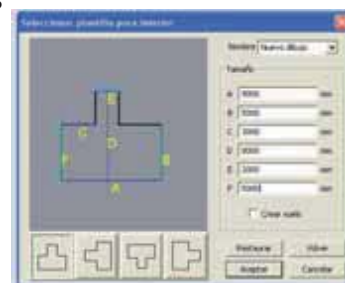 Seleccionar plantilla para interior
Nombre Nuevo dibujo
Tamaño
E
A
B
C
D
E
F
C
D
F
B
A
mm
mm
mm
mm
mm
mm
Crear suelo
Restaurar
Volver
Aceptar
Cancelar